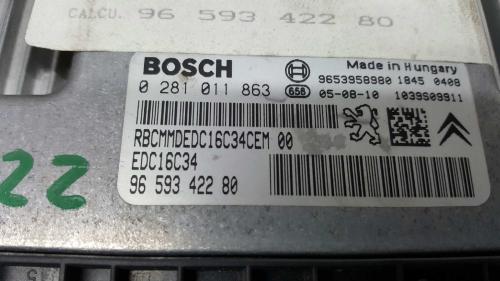 CALCU. 96 593 422 80
BOSCH
Made in Hungary
0 281 011 863
9653958980 1845 0408
656 05-08-10 1039S09911
RBCMMDEDC16C34CEM 00
EDC16C34
96 593 422 80
22